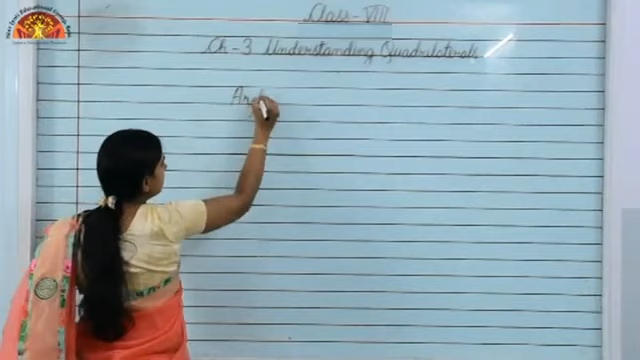 Class - VIII
Ch - 3 Understanding Quadrilaterals